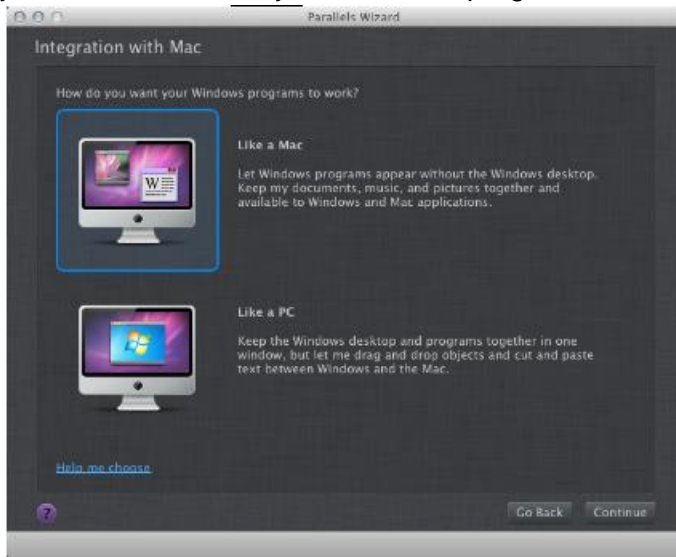 Parallels Wizard
Integration with Mac
How do you want your Windows programs to work?
W
Like a Mac
Let Windows programs appear without the Windows desktop.
Keep my documents, music, and pictures together and
available to Windows and Mac applications.
Like a PC
Keep the Windows desktop and programs together in one
window, but let me drag and drop objects and cut and paste
text between Windows and the Mac.
Help me choose
?
Go Back Continue